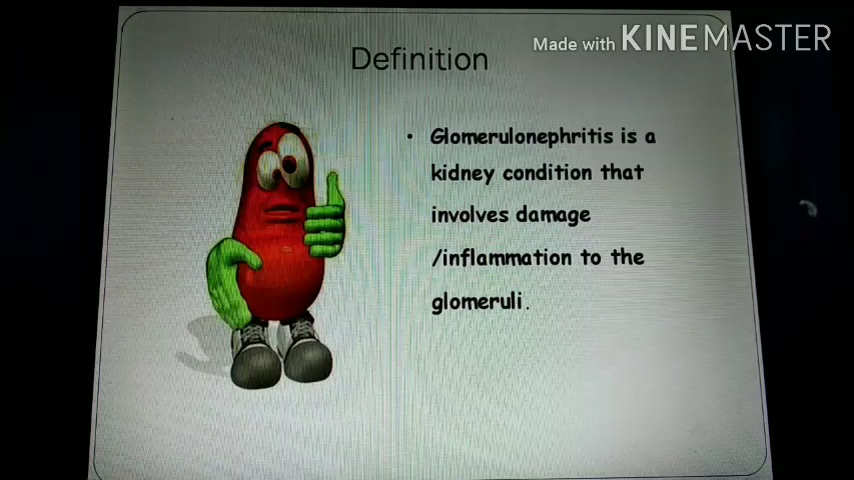 Made with KINEMASTER
Definition
• Glomerulonephritis is a
kidney condition that
involves damage
/inflammation to the
glomeruli.